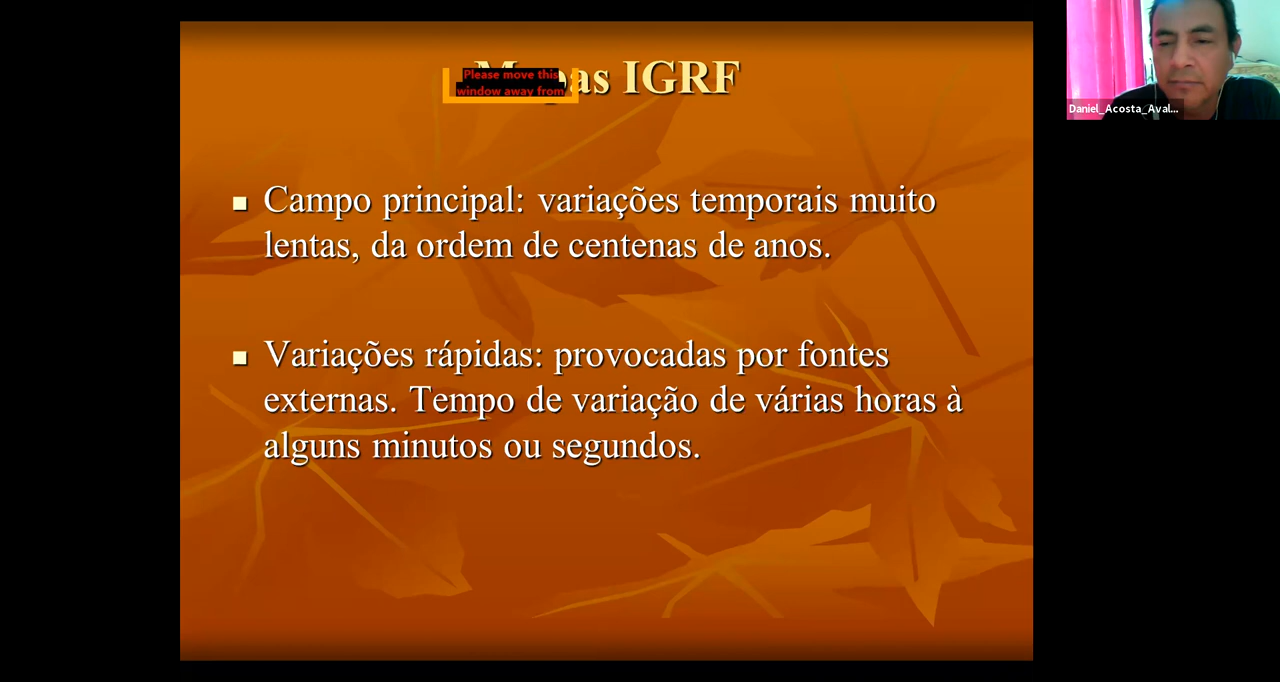 Mapas IGRF
Please move this
window away from
Campo principal: variações temporais muito
lentas, da ordem de centenas de anos.
Variações rápidas: provocadas por fontes
externas. Tempo de variação de várias horas à
alguns minutos ou segundos.
Daniel_Acosta_Aval...